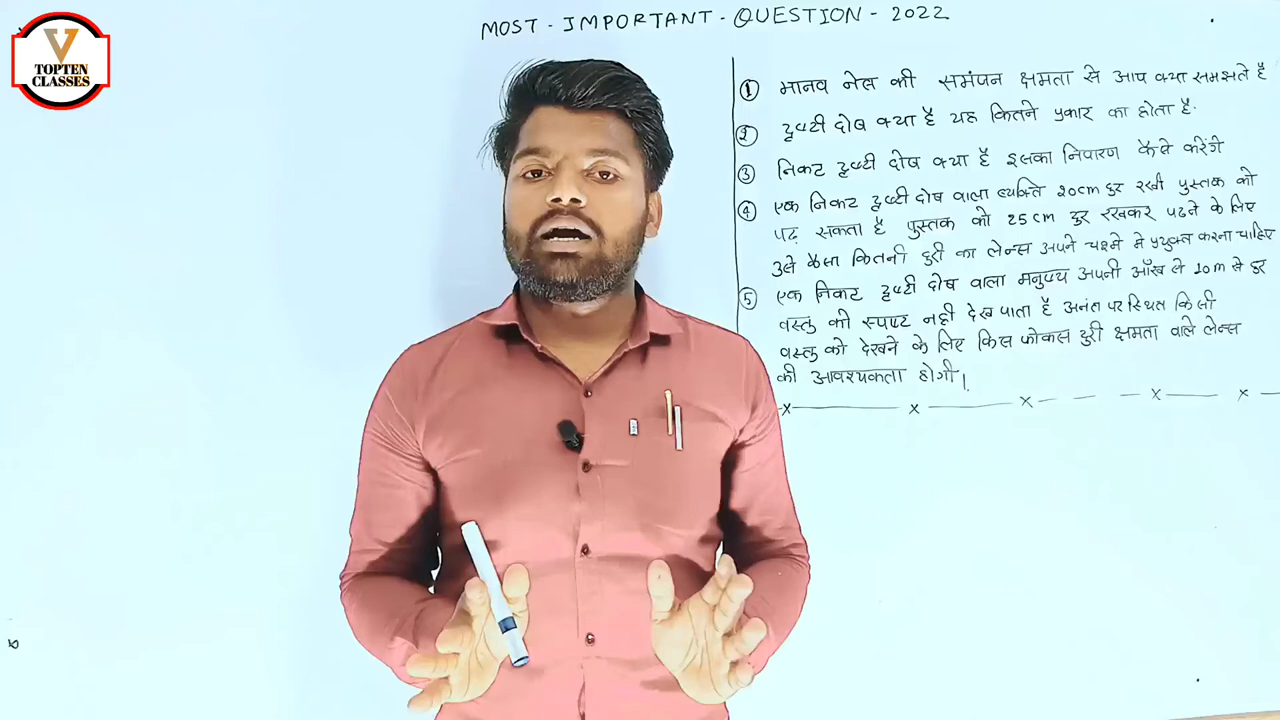 V
TOPTEN
CLASSES
MOST - IMPORTANT - QUESTION - 2022
① मानव नेत्र की समंजन क्षमता से आप क्या समझते है
② दृष्टी दोष क्या है यह कितने प्रकार का होता है.
③ निकट दृष्टी दोष क्या है इसका निवारण कैसे करेंगी
④ एक निकट दृष्टी दोष वाला व्यक्ति 20cm दुर रखी पुस्तक को
पढ़ सकता है पुस्तक को 25cm दुर रखकर पढने के लिए
उसे कितनी दुरी का लेन्स अपने चश्मे मे प्रयुक्त करना चाहिए
⑤ एक निकट दृष्टी दोष वाला मनुष्य अपनी आँख से 10m से दुर
वस्तु को स्पष्ट नही देख पाता है अनंत पर स्थित किसी
वस्तु को देखने के लिए किस फोकस दुरी क्षमता वाले लेन्स
की आवश्यकता होगी।